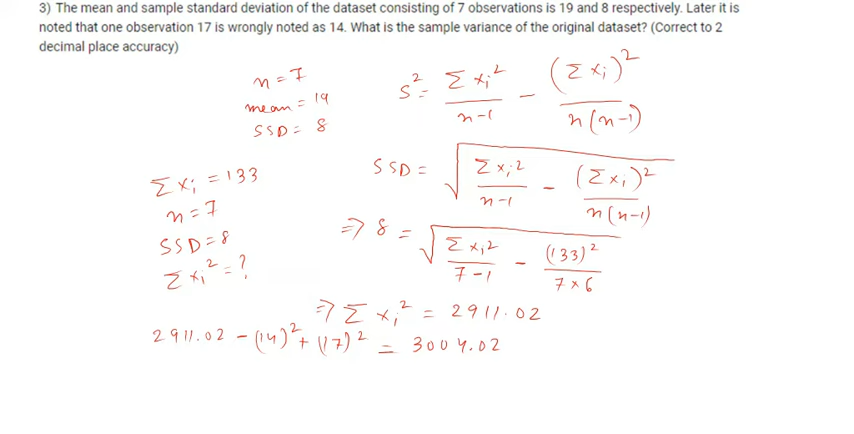 3) The mean and sample standard deviation of the dataset consisting of 7 observations is 19 and 8 respectively. Later it is
noted that one observation 17 is wrongly noted as 14. What is the sample variance of the original dataset? (Correct to 2
decimal place accuracy)
n = 7
mean = 19
SSD = 8
S² = Σxi²/(n-1) - (Σxi)²/(n(n-1))
SSD = √(Σxi²/(n-1) - (Σxi)²/(n(n-1)))
Σxi = 133
n = 7
SSD = 8
Σxi² = ?
⇒ 8 = √(Σxi²/(7-1) - (133)²/(7×6))
⇒ Σxi² = 2911.02
2911.02 - (14)² + (17)² = 3004.02